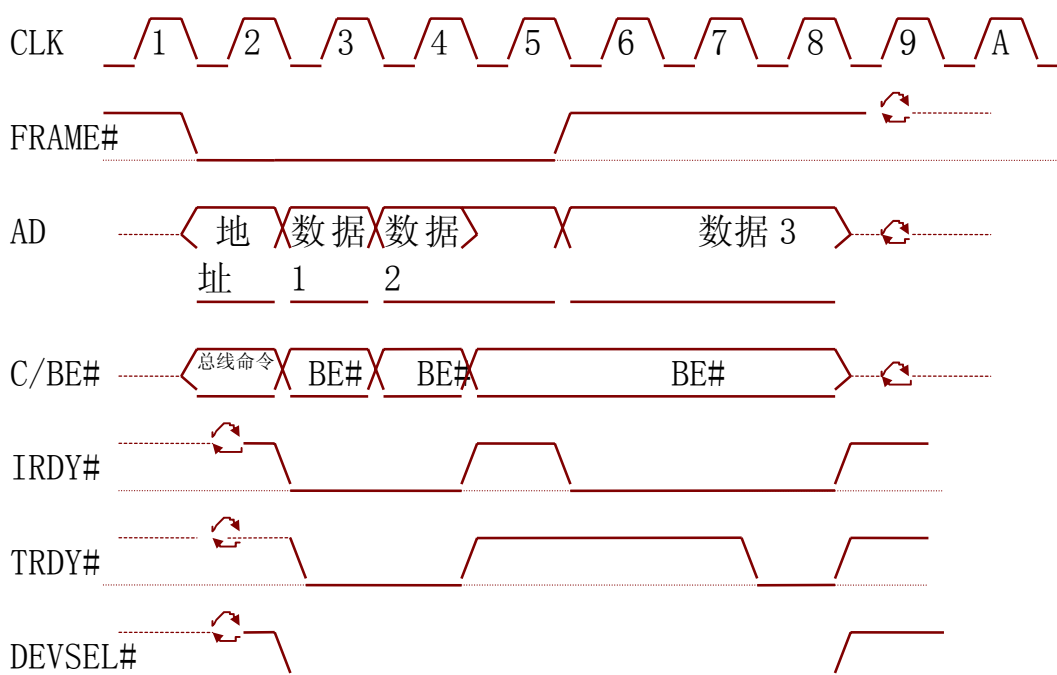 CLK 1 2 3 4 5 6 7 8 9 A
FRAME#
AD 地 数据 数据 数据 3
址 1 2
C/BE# 总线命令 BE# BE# BE#
IRDY#
TRDY#
DEVSEL#